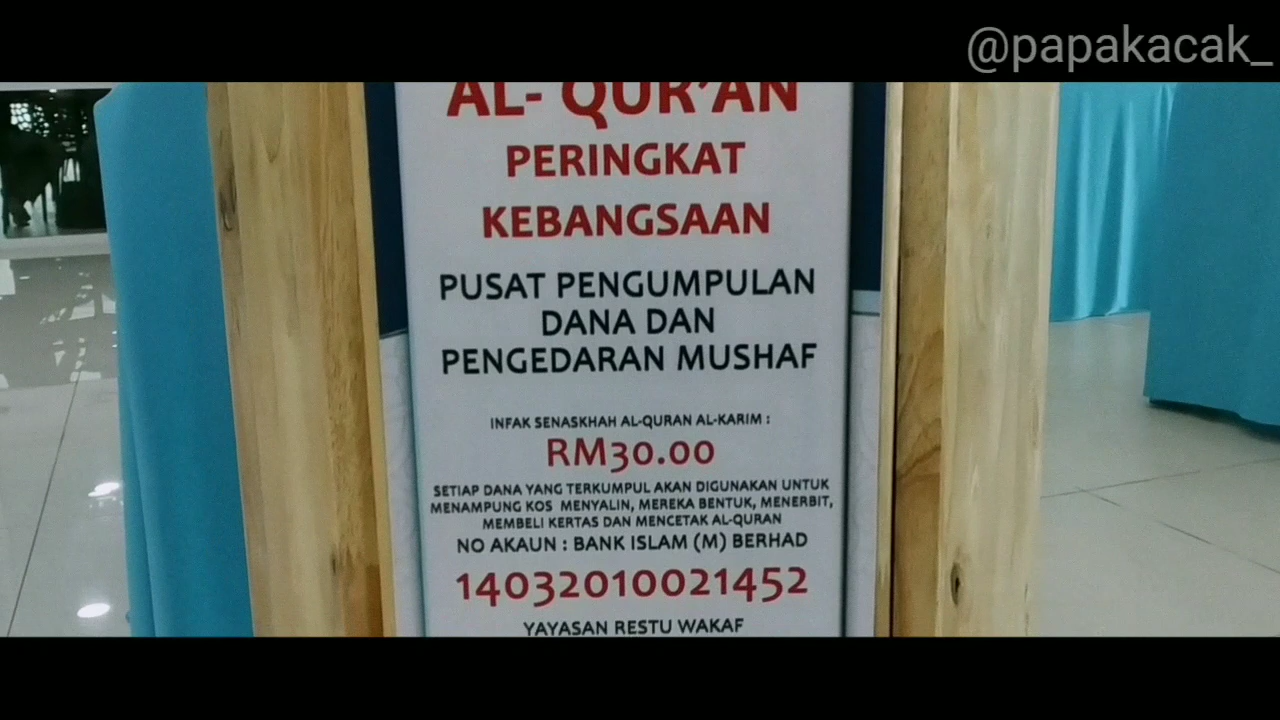 @papakacak_
AL- QUR'AN
PERINGKAT
KEBANGSAAN
PUSAT PENGUMPULAN
DANA DAN
PENGEDARAN MUSHAF
INFAK SENASKHAH AL-QURAN AL-KARIM :
RM30.00
SETIAP DANA YANG TERKUMPUL AKAN DIGUNAKAN UNTUK
MENAMPUNG KOS MENYALIN, MEREKA BENTUK, MENERBIT,
MEMBELI KERTAS DAN MENCETAK AL-QURAN
NO AKAUN : BANK ISLAM (M) BERHAD
14032010021452
YAYASAN RESTU WAKAF